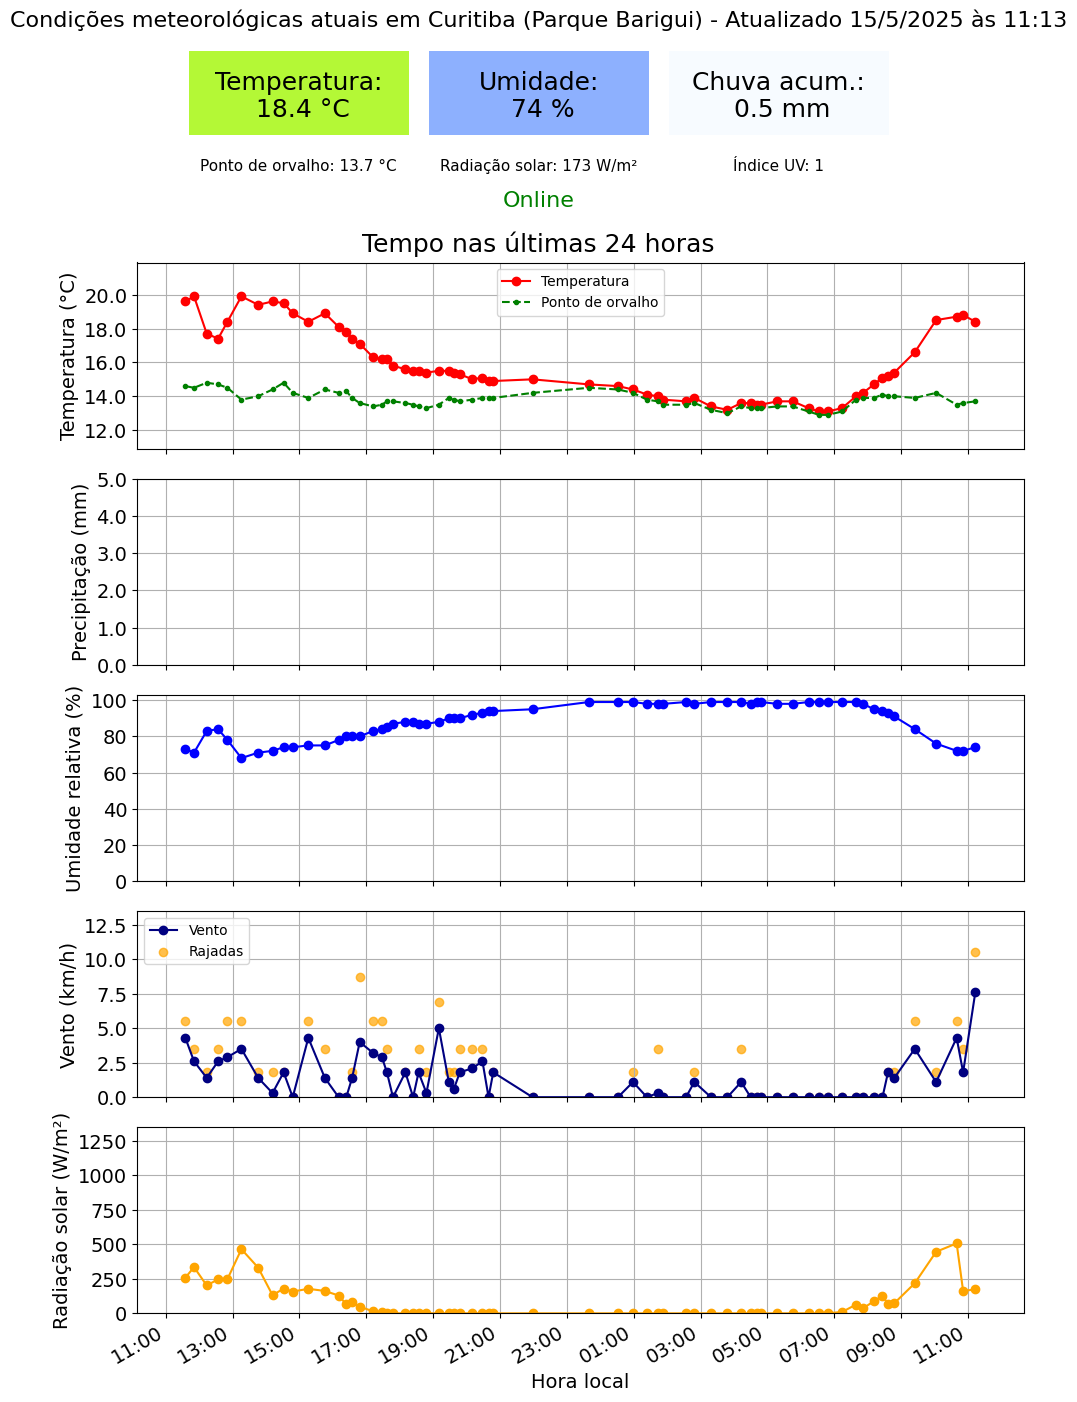 Condições meteorológicas atuais em Curitiba (Parque Barigui) - Atualizado 15/5/2025 às 11:13
Temperatura:
18.4 °C
Umidade:
74 %
Chuva acum.:
0.5 mm
Ponto de orvalho: 13.7 °C
Radiação solar: 173 W/m²
Índice UV: 1
Online
Tempo nas últimas 24 horas
Temperatura (°C)
20.0
18.0
16.0
14.0
12.0
Temperatura
Ponto de orvalho
Precipitação (mm)
5.0
4.0
3.0
2.0
1.0
0.0
Umidade relativa (%)
100
80
60
40
20
0
Vento (km/h)
12.5
10.0
7.5
5.0
2.5
0.0
Vento
Rajadas
Radiação solar (W/m²)
1250
1000
750
500
250
0
11:00
13:00
15:00
17:00
19:00
21:00
23:00
01:00
03:00
05:00
07:00
09:00
11:00
Hora local